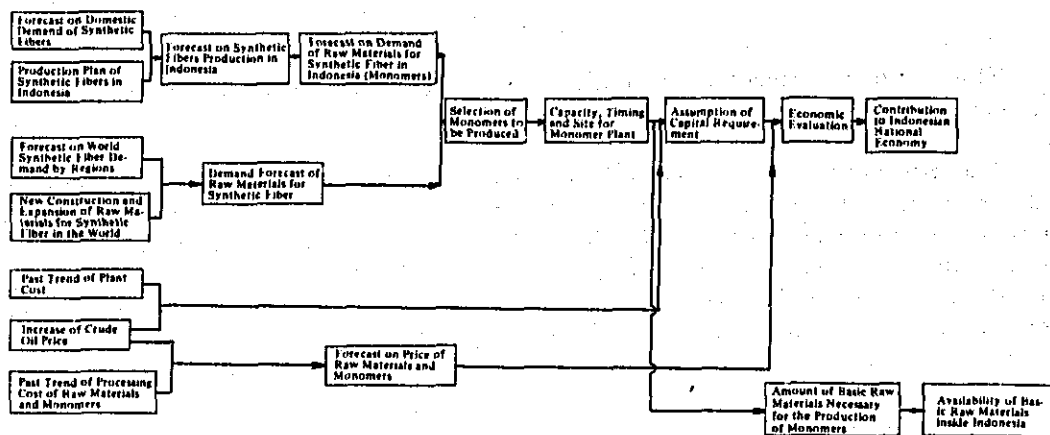 Forecast on Domestic
Demand of Synthetic
Fibers
Production Plan of
Synthetic Fibers in
Indonesia
Forecast on Synthetic
Fibers Production in
Indonesia
Forecast on Demand
of Raw Materials for
Synthetic Fiber in
Indonesia (Monomers)
Forecast on World
Synthetic Fiber De-
mand by Regions
New Construction and
Expansion of Raw Ma-
terials for Synthetic
Fiber in the World
Demand Forecast of
Raw Materials for
Synthetic Fiber
Selection of
Monomers to
be Produced
Capacity, Timing
and Site for
Monomer Plant
Assumption of
Capital Require-
ment
Economic
Evaluation
Contribution
to Indonesian
National
Economy
Past Trend of Plant
Cost
Increase of Crude
Oil Price
Past Trend of Processing
Cost of Raw Materials
and Monomers
Forecast on Price of
Raw Materials and
Monomers
Amount of Basic Raw
Materials Necessary
for the Production
of Monomers
Availability of Bas-
ic Raw Materials
Inside Indonesia